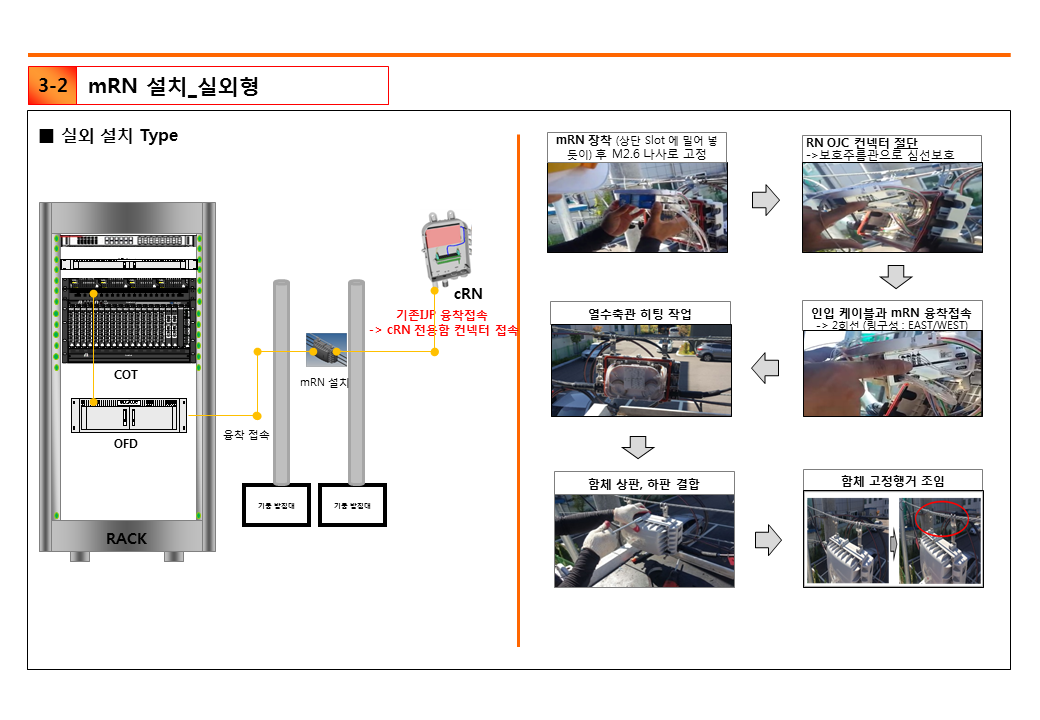 3-2
mRN 설치_실외형
■ 실외 설치 Type
COT
OFD
RACK
융착 접속
mRN 설치
cRN
기존IJP 융착접속
-> cRN 전용함 컨넥터 접속
기둥 받침대
기둥 받침대
mRN 장착 (상단 Slot 에 밀어 넣
듯이) 후 M2.6 나사로 고정
RN OJC 컨넥터 절단
->보호주름관으로 심선보호
인입 케이블과 mRN 융착접속
-> 2회선 (링구성 : EAST/WEST)
열수축관 히팅 작업
함체 상판, 하판 결합
함체 고정행거 조임